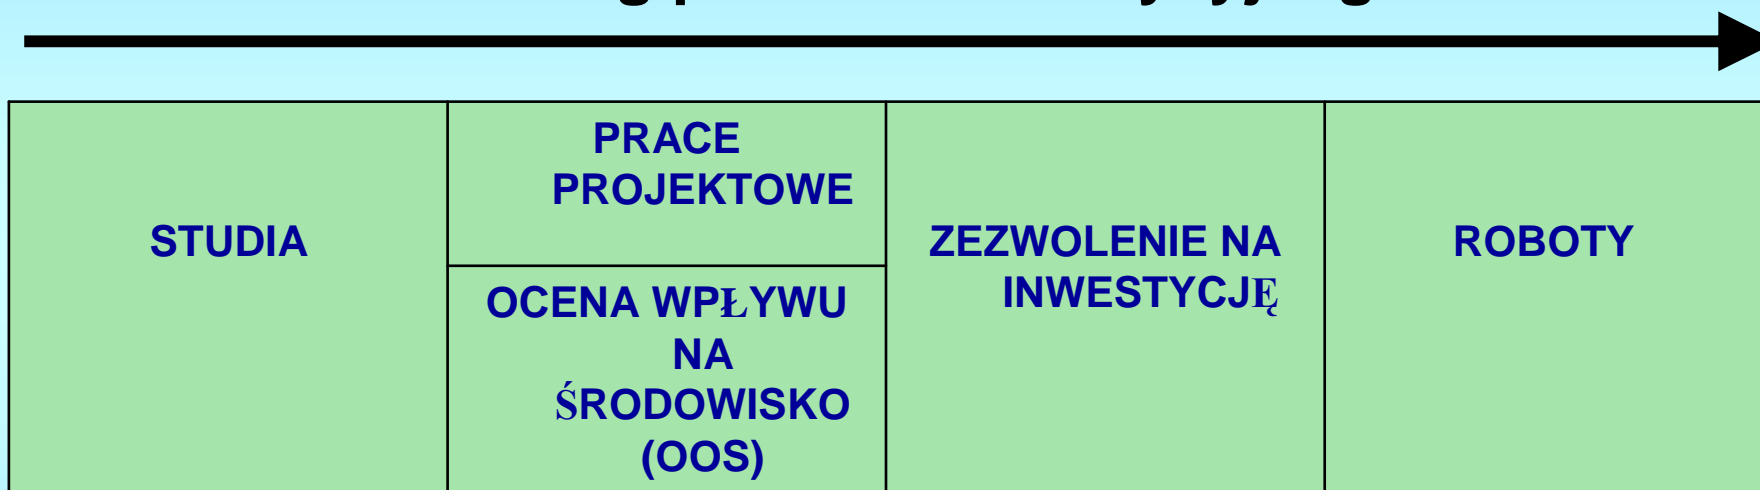 STUDIA
PRACE
PROJEKTOWE
OCENA WPŁYWU
NA
ŚRODOWISKO
(OOS)
ZEZWOLENIE NA
INWESTYCJĘ
ROBOTY